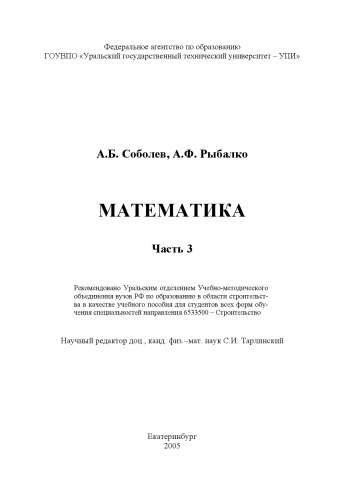 Федеральное агентство по образованию
ГОУВПО «Уральский государственный технический университет – УПИ»
А.Б. Соболев, А.Ф. Рыбалко
МАТЕМАТИКА
Часть 3
Рекомендовано Уральским отделением Учебно-методического
объединения вузов РФ по образованию в области строительст-
ва в качестве учебного пособия для студентов всех форм обу-
чения специальностей направления 6533500 – Строительство
Научный редактор доц., канд. физ.–мат. наук С.И. Тарлинский
Екатеринбург
2005